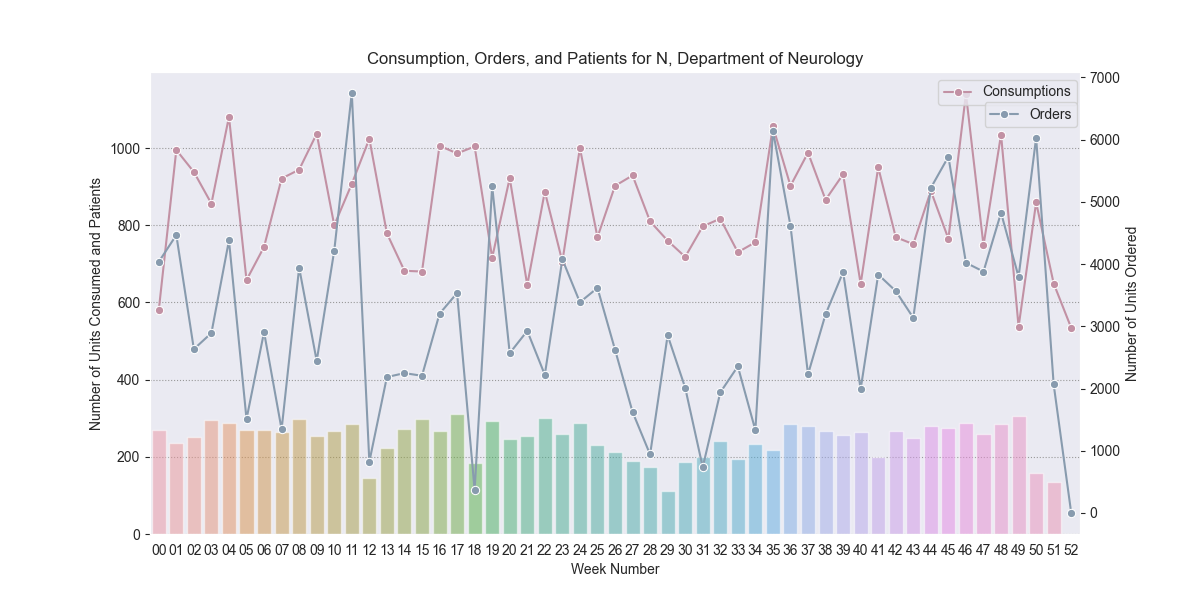 Consumption, Orders, and Patients for N, Department of Neurology
Number of Units Consumed and Patients
1000
800
600
400
200
0
7000
6000
5000
4000
3000
2000
1000
0
Number of Units Ordered
Consumptions
Orders
00 01 02 03 04 05 06 07 08 09 10 11 12 13 14 15 16 17 18 19 20 21 22 23 24 25 26 27 28 29 30 31 32 33 34 35 36 37 38 39 40 41 42 43 44 45 46 47 48 49 50 51 52
Week Number